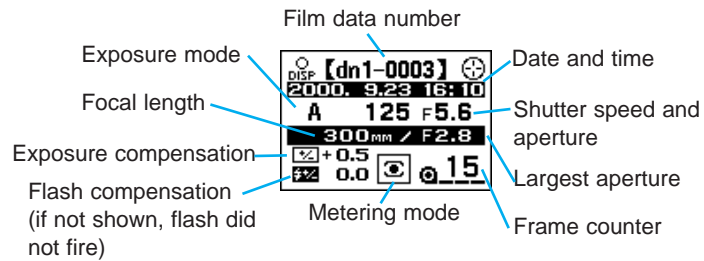 Film data number
Exposure mode
Date and time
DISP 【dn1-0003】
2000. 9.23 16:10
Focal length
A 125 F5.6
Shutter speed and
aperture
300mm / F2.8
Exposure compensation
+/- +0.5
Largest aperture
Flash compensation
(if not shown, flash did
not fire)
0.0
15
Metering mode
Frame counter